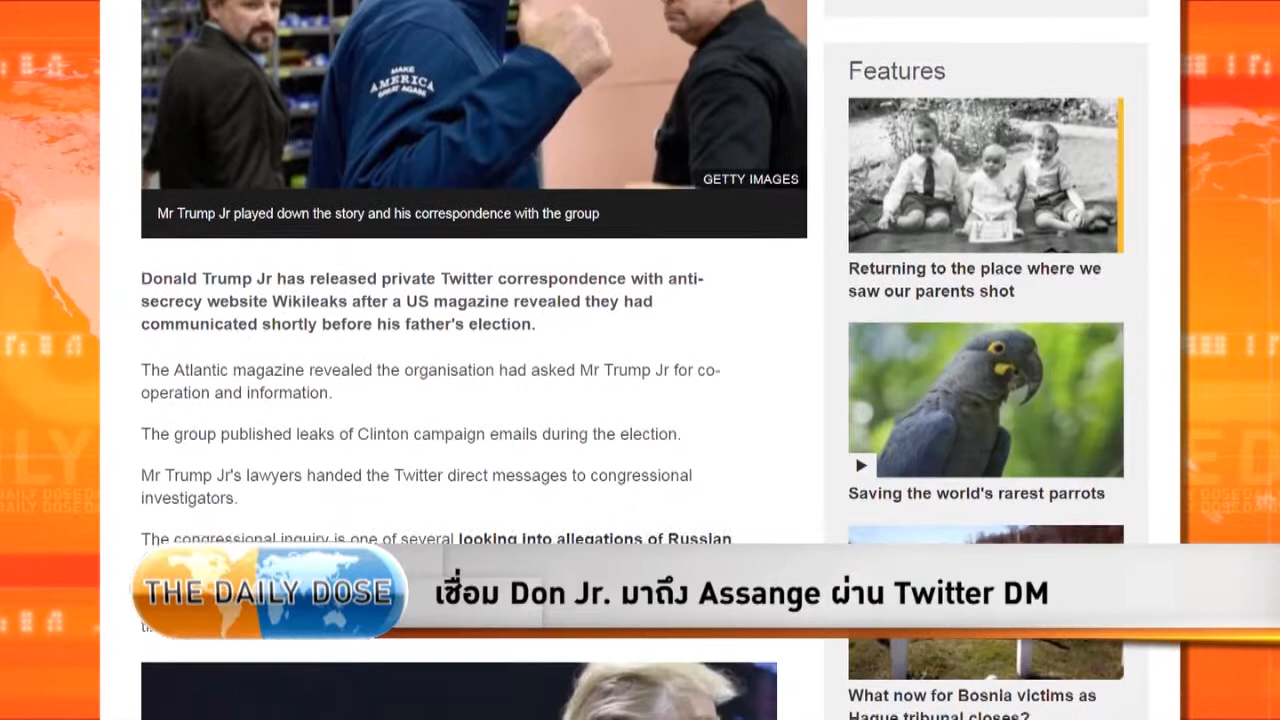 MAKE
AMERICA
GREAT AGAIN
GETTY IMAGES
Mr Trump Jr played down the story and his correspondence with the group
Donald Trump Jr has released private Twitter correspondence with anti-
secrecy website Wikileaks after a US magazine revealed they had
communicated shortly before his father's election.
The Atlantic magazine revealed the organisation had asked Mr Trump Jr for co-
operation and information.
The group published leaks of Clinton campaign emails during the election.
Mr Trump Jr's lawyers handed the Twitter direct messages to congressional
investigators.
The congressional inquiry is one of several looking into allegations of Russian
Features
Returning to the place where we
saw our parents shot
Saving the world's rarest parrots
What now for Bosnia victims as
Hague tribunal closes?
THE DAILY DOSE
เชื่อม Don Jr. มาถึง Assange ผ่าน Twitter DM